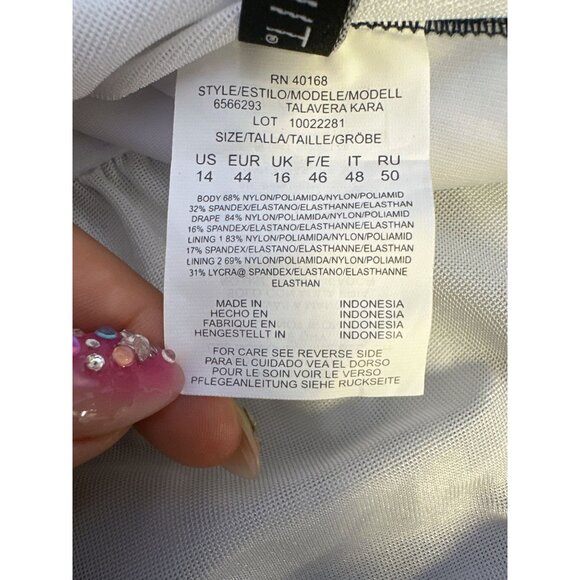 RN 40168
STYLE/ESTILO/MODELE/MODELL
6566293 TALAVERA KARA
LOT 10022281
SIZE/TALLA/TAILLE/GRÖBE
US EUR UK F/E IT RU
14 44 16 46 48 50
BODY 68% NYLON/POLIAMIDA/NYLON/POLIAMID
32% SPANDEX/ELASTANO/ELASTHANNE/ELASTHAN
DRAPE 84% NYLON/POLIAMIDA/NYLON/POLIAMID
16% SPANDEX/ELASTANO/ELASTHANNE/ELASTHAN
LINING 1 83% NYLON/POLIAMIDA/NYLON/POLIAMID
17% SPANDEX/ELASTANO/ELASTHANNE/ELASTHAN
LINING 2 69% NYLON/POLIAMIDA/NYLON/POLIAMID
31% LYCRA@ SPANDEX/ELASTANO/ELASTHANNE
ELASTHAN
MADE IN INDONESIA
HECHO EN INDONESIA
FABRIQUE EN INDONESIA
HENGESTELLT IN INDONESIA
FOR CARE SEE REVERSE SIDE
PARA EL CUIDADO VEA EL DORSO
POUR LE SOIN VOIR LE VERSO
PFLEGEANLEITUNG SIEHE RUCKSEITE